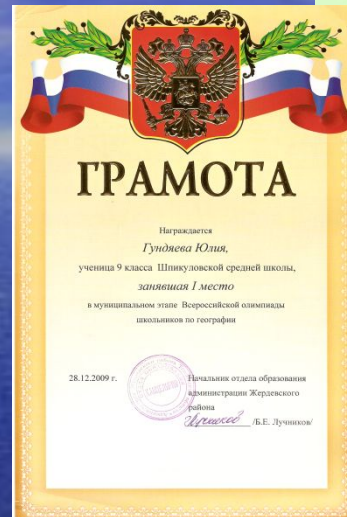 ГРАМОТА
Награждается
Гундяева Юлия,
ученица 9 класса Шпикуловской средней школы,
занявшая I место
в муниципальном этапе Всероссийской олимпиады
школьников по географии
28.12.2009 г.
Начальник отдела образования
администрации Жердевского
района
/Б.Е. Лучников/